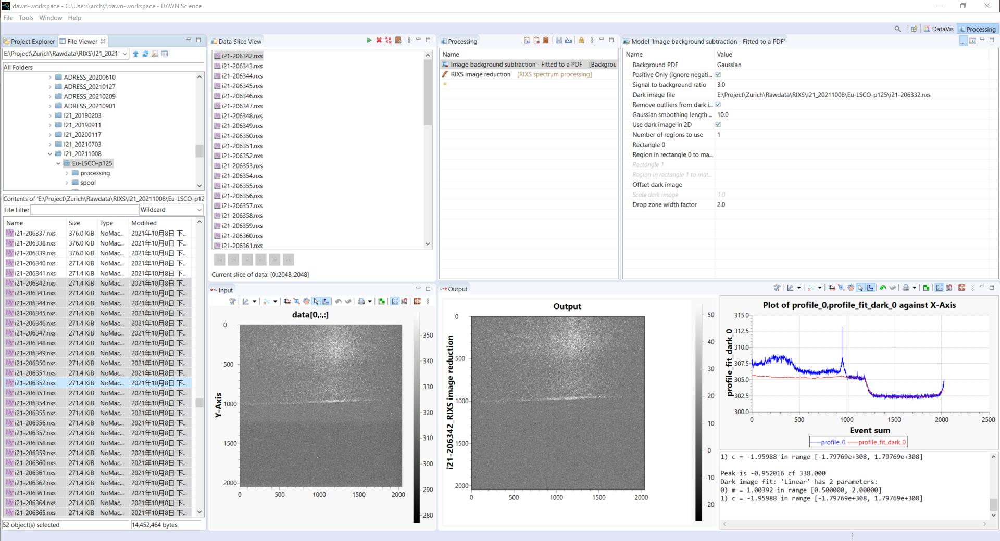 dawn-workspace - C:\Users\archy\dawn-workspace - DAWN Science
File Tools Window Help
DataVis Processing
Project Explorer File Viewer
E:\Project\Zurich\Rawdata\RIXS\I21_2021
All Folders
ADRESS_20200610
ADRESS_20210127
ADRESS_20210209
ADRESS_20210901
I21_20190203
I21_20190911
I21_20200117
I21_20210703
I21_20211008
Eu-LSCO-p125
processing
spool
Contents of 'E:\Project\Zurich\Rawdata\RIXS\I21_20211008\Eu-LSCO-p12
File Filter Wildcard
Name Size Type Modified
i21-206337.nxs 376.0 KiB NoMac... 2021年10月8日 下...
i21-206338.nxs 376.0 KiB NoMac... 2021年10月8日 下...
i21-206339.nxs 376.0 KiB NoMac... 2021年10月8日 下...
i21-206340.nxs 271.4 KiB NoMac... 2021年10月8日 下...
i21-206341.nxs 271.4 KiB NoMac... 2021年10月8日 下...
i21-206342.nxs 271.4 KiB NoMac... 2021年10月8日 下...
i21-206343.nxs 271.4 KiB NoMac... 2021年10月8日 下...
i21-206344.nxs 271.4 KiB NoMac... 2021年10月8日 下...
i21-206345.nxs 271.4 KiB NoMac... 2021年10月8日 下...
i21-206346.nxs 271.4 KiB NoMac... 2021年10月8日 下...
i21-206347.nxs 271.4 KiB NoMac... 2021年10月8日 下...
i21-206348.nxs 271.4 KiB NoMac... 2021年10月8日 下...
i21-206349.nxs 271.4 KiB NoMac... 2021年10月8日 下...
i21-206350.nxs 271.4 KiB NoMac... 2021年10月8日 下...
i21-206351.nxs 271.4 KiB NoMac... 2021年10月8日 下...
i21-206352.nxs 271.4 KiB NoMac... 2021年10月8日 下...
i21-206353.nxs 271.4 KiB NoMac... 2021年10月8日 下...
i21-206354.nxs 271.4 KiB NoMac... 2021年10月8日 下...
i21-206355.nxs 271.4 KiB NoMac... 2021年10月8日 下...
i21-206356.nxs 271.4 KiB NoMac... 2021年10月8日 下...
i21-206357.nxs 271.4 KiB NoMac... 2021年10月8日 下...
i21-206358.nxs 271.4 KiB NoMac... 2021年10月8日 下...
i21-206359.nxs 271.4 KiB NoMac... 2021年10月8日 下...
i21-206360.nxs 271.4 KiB NoMac... 2021年10月8日 下...
i21-206361.nxs 271.4 KiB NoMac... 2021年10月8日 下...
i21-206362.nxs 271.4 KiB NoMac... 2021年10月8日 下...
i21-206363.nxs 271.4 KiB NoMac... 2021年10月8日 下...
i21-206364.nxs 271.4 KiB NoMac... 2021年10月8日 下...
i21-206365.nxs 271.4 KiB NoMac... 2021年10月8日 下...
52 object(s) selected 14,452,464 bytes
Data Slice View
i21-206342.nxs
i21-206343.nxs
i21-206344.nxs
i21-206345.nxs
i21-206346.nxs
i21-206347.nxs
i21-206348.nxs
i21-206349.nxs
i21-206350.nxs
i21-206351.nxs
i21-206352.nxs
i21-206353.nxs
i21-206354.nxs
i21-206355.nxs
i21-206356.nxs
i21-206357.nxs
i21-206358.nxs
i21-206359.nxs
i21-206360.nxs
i21-206361.nxs
Current slice of data: [0,:2048,:2048]
Processing
Name
Image background subtraction - Fitted to a PDF [Backgrou
RIXS image reduction [RIXS spectrum processing]
Model 'Image background subtraction - Fitted to a PDF'
Name Value
Background PDF Gaussian
Positive Only (ignore negati...
Signal to background ratio 3.0
Dark image file E:\Project\Zurich\Rawdata\RIXS\I21_20211008\Eu-LSCO-p125\i21-206332.nxs
Remove outliers from dark i...
Gaussian smoothing length ... 10.0
Use dark image in 2D
Number of regions to use 1
Rectangle 0
Region in rectangle 0 to ma...
Rectangle 1
Region in rectangle 1 to mat...
Offset dark image
Scale dark image 1.0
Drop zone width factor 2.0
Input
data[0,:,:]
Y-Axis
0
500
1000
1500
2000
0 500 1000 1500 2000
350
340
330
320
310
300
290
280
Output
Output
i21-206342_RIXS image reduction
0
500
1000
1500
2000
0 500 1000 1500 2000
50
40
30
20
10
0
-10
-20
Plot of profile_0,profile_fit_dark_0 against X-Axis
profile_fit_dark_0
315.0
312.5
310.0
307.5
305.0
302.5
300.0
0 500 1000 1500 2000 2500
Event sum
profile_0 profile_fit_dark_0
1) c = -1.95988 in range [-1.79769e+308, 1.79769e+308]
Peak is -0.952016 cf 338.000
Dark image fit: 'Linear' has 2 parameters:
0) m = 1.00392 in range [0.500000, 2.00000]
1) c = -1.95988 in range [-1.79769e+308, 1.79769e+308]